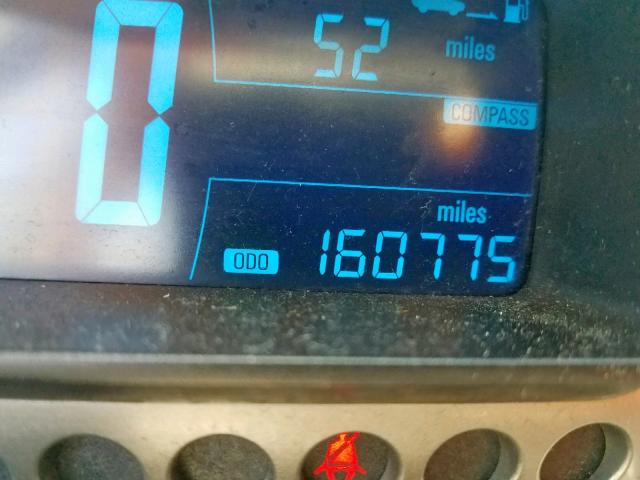 0
52 miles
COMPASS
miles
ODO 160775